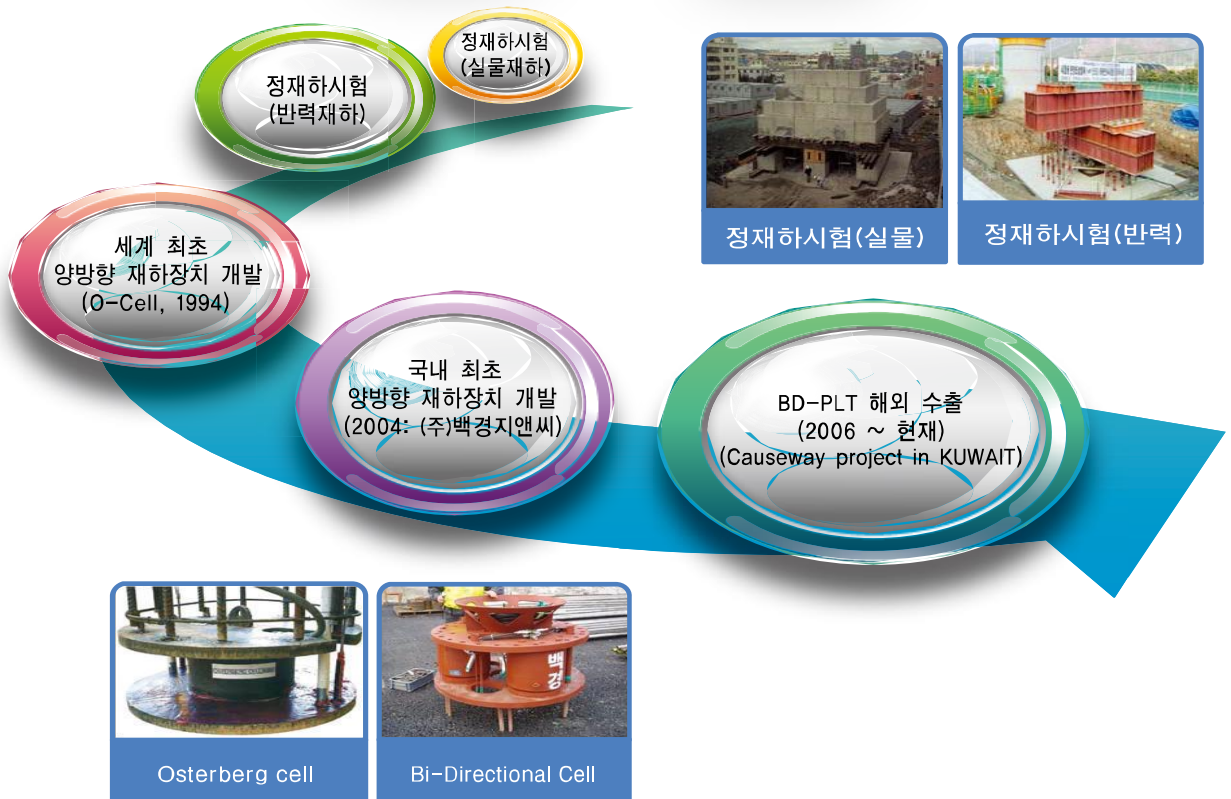 정재하시험
(실물재하)
정재하시험
(반력재하)
세계 최초
양방향 재하장치 개발
(O-Cell, 1994)
국내 최초
양방향 재하장치 개발
(2004: (주)백경지앤씨)
BD-PLT 해외 수출
(2006 ~ 현재)
(Causeway project in KUWAIT)
정재하시험(실물)
정재하시험(반력)
백
경
Osterberg cell
Bi-Directional Cell